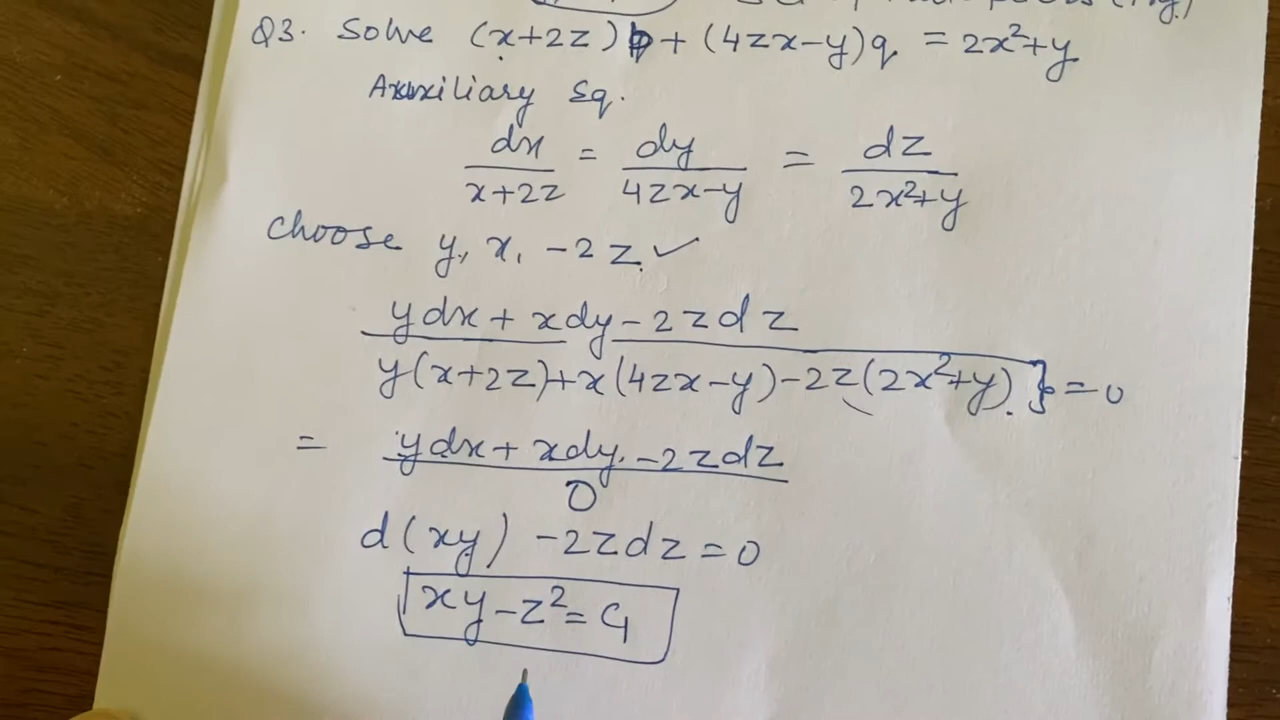 Q3. Solve (x+2z)p + (4zx-y)q = 2x²+y
Auxiliary Eq.
dx/(x+2z) = dy/(4zx-y) = dz/(2x²+y)
Choose y, x, -2z ✓
(ydx + xdy - 2zdz)/(y(x+2z)+x(4zx-y)-2z(2x²+y)) } = 0
= (ydx + xdy - 2zdz)/0
d(xy) - 2zdz = 0
xy - z² = C₁